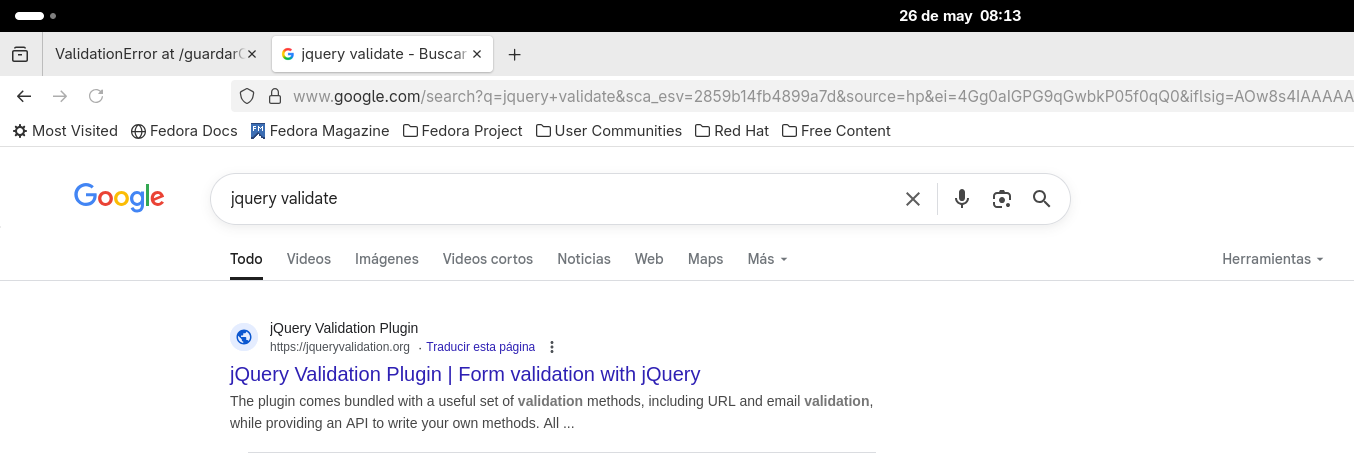 26 de may 08:13
ValidationError at /guardar
jquery validate - Buscar
www.google.com/search?q=jquery+validate&sca_esv=2859b14fb4899a7d&source=hp&ei=4Gg0aIGPG9qGwbkP05f0qQ0&iflsig=AOw8s4IAAAAA
Most Visited Fedora Docs Fedora Magazine Fedora Project User Communities Red Hat Free Content
Google
jquery validate
Todo Videos Imágenes Videos cortos Noticias Web Maps Más Herramientas
jQuery Validation Plugin
https://jqueryvalidation.org · Traducir esta página
jQuery Validation Plugin | Form validation with jQuery
The plugin comes bundled with a useful set of validation methods, including URL and email validation,
while providing an API to write your own methods. All ...